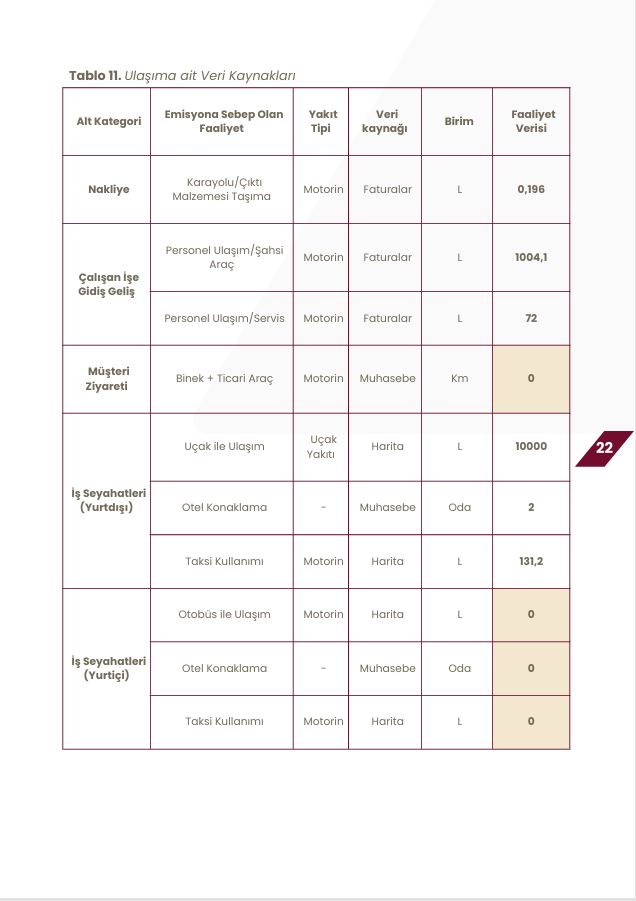 Tablo 11. Ulaşıma ait Veri Kaynakları
Alt Kategori
Emisyona Sebep Olan
Faaliyet
Yakıt
Tipi
Veri
kaynağı
Birim
Faaliyet
Verisi
Nakliye
Karayolu/Çıktı
Malzemesi Taşıma
Motorin
Faturalar
L
0,196
Çalışan İşe
Gidiş Geliş
Personel Ulaşım/Şahsi
Araç
Motorin
Faturalar
L
1004,1
Personel Ulaşım/Servis
Motorin
Faturalar
L
72
Müşteri
Ziyareti
Binek + Ticari Araç
Motorin
Muhasebe
Km
0
İş Seyahatleri
(Yurtdışı)
Uçak ile Ulaşım
Uçak
Yakıtı
Harita
L
10000
Otel Konaklama
-
Muhasebe
Oda
2
Taksi Kullanımı
Motorin
Harita
L
131,2
İş Seyahatleri
(Yurtiçi)
Otobüs ile Ulaşım
Motorin
Harita
L
0
Otel Konaklama
-
Muhasebe
Oda
0
Taksi Kullanımı
Motorin
Harita
L
0
22